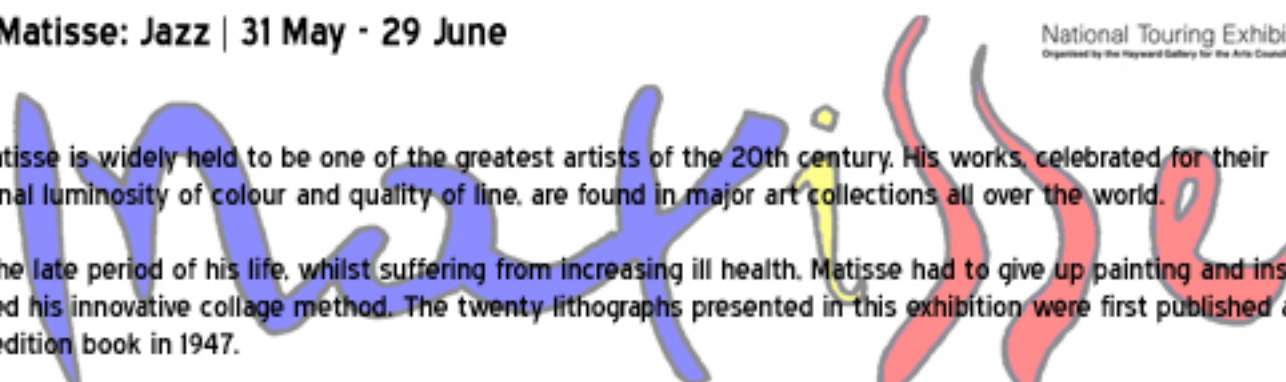 Matisse: Jazz | 31 May - 29 June
National Touring Exhibi
Organised by the Hayward Gallery for the Arts Council
matisse
atisse is widely held to be one of the greatest artists of the 20th century. His works, celebrated for their
nal luminosity of colour and quality of line, are found in major art collections all over the world.
he late period of his life, whilst suffering from increasing ill health, Matisse had to give up painting and ins
ed his innovative collage method. The twenty lithographs presented in this exhibition were first published a
edition book in 1947.